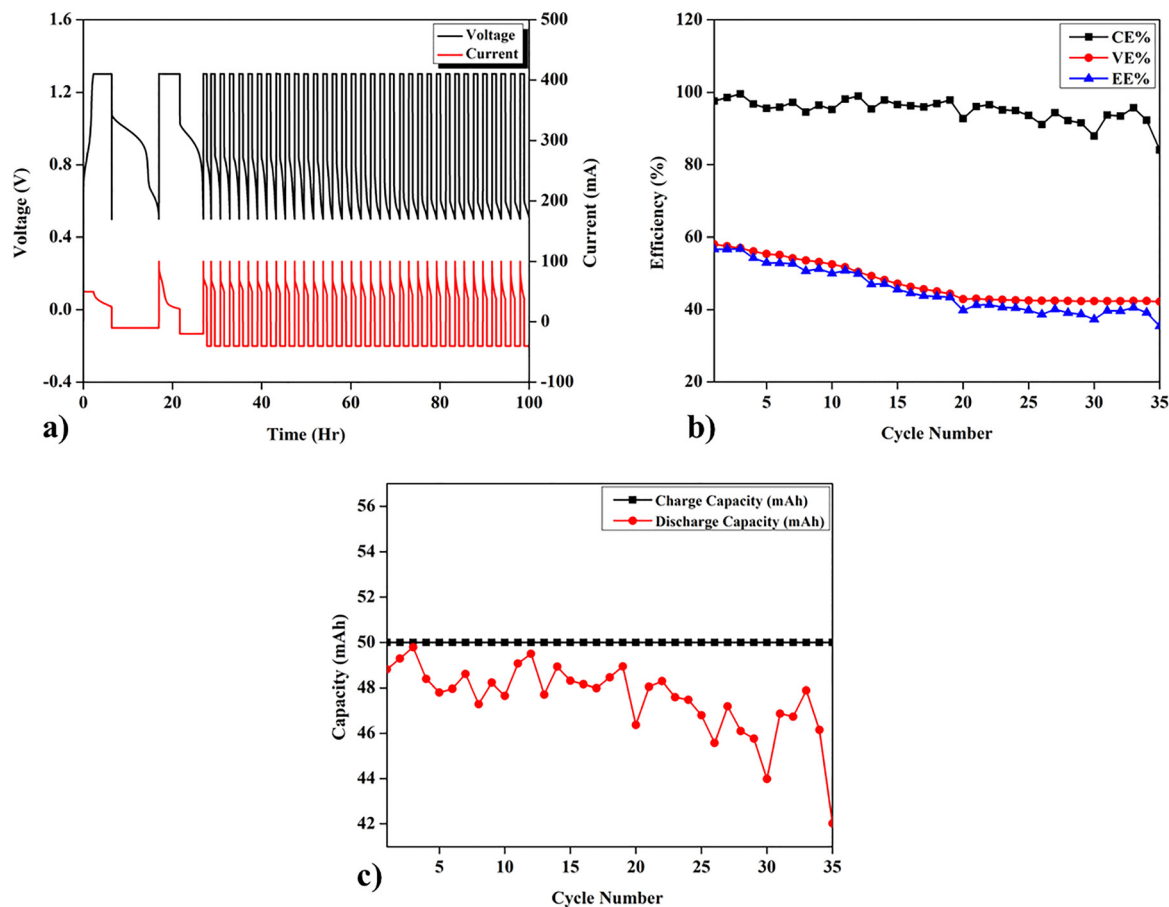 1.6
1.2
0.8
0.4
0.0
-0.4
Voltage (V)
500
400
300
200
100
0
-100
Current (mA)
Voltage
Current
0 20 40 60 80 100
Time (Hr)
a)
120
100
80
60
40
20
Efficiency (%)
CE%
VE%
EE%
5 10 15 20 25 30 35
Cycle Number
b)
56
54
52
50
48
46
44
42
Capacity (mAh)
Charge Capacity (mAh)
Discharge Capacity (mAh)
5 10 15 20 25 30 35
Cycle Number
c)